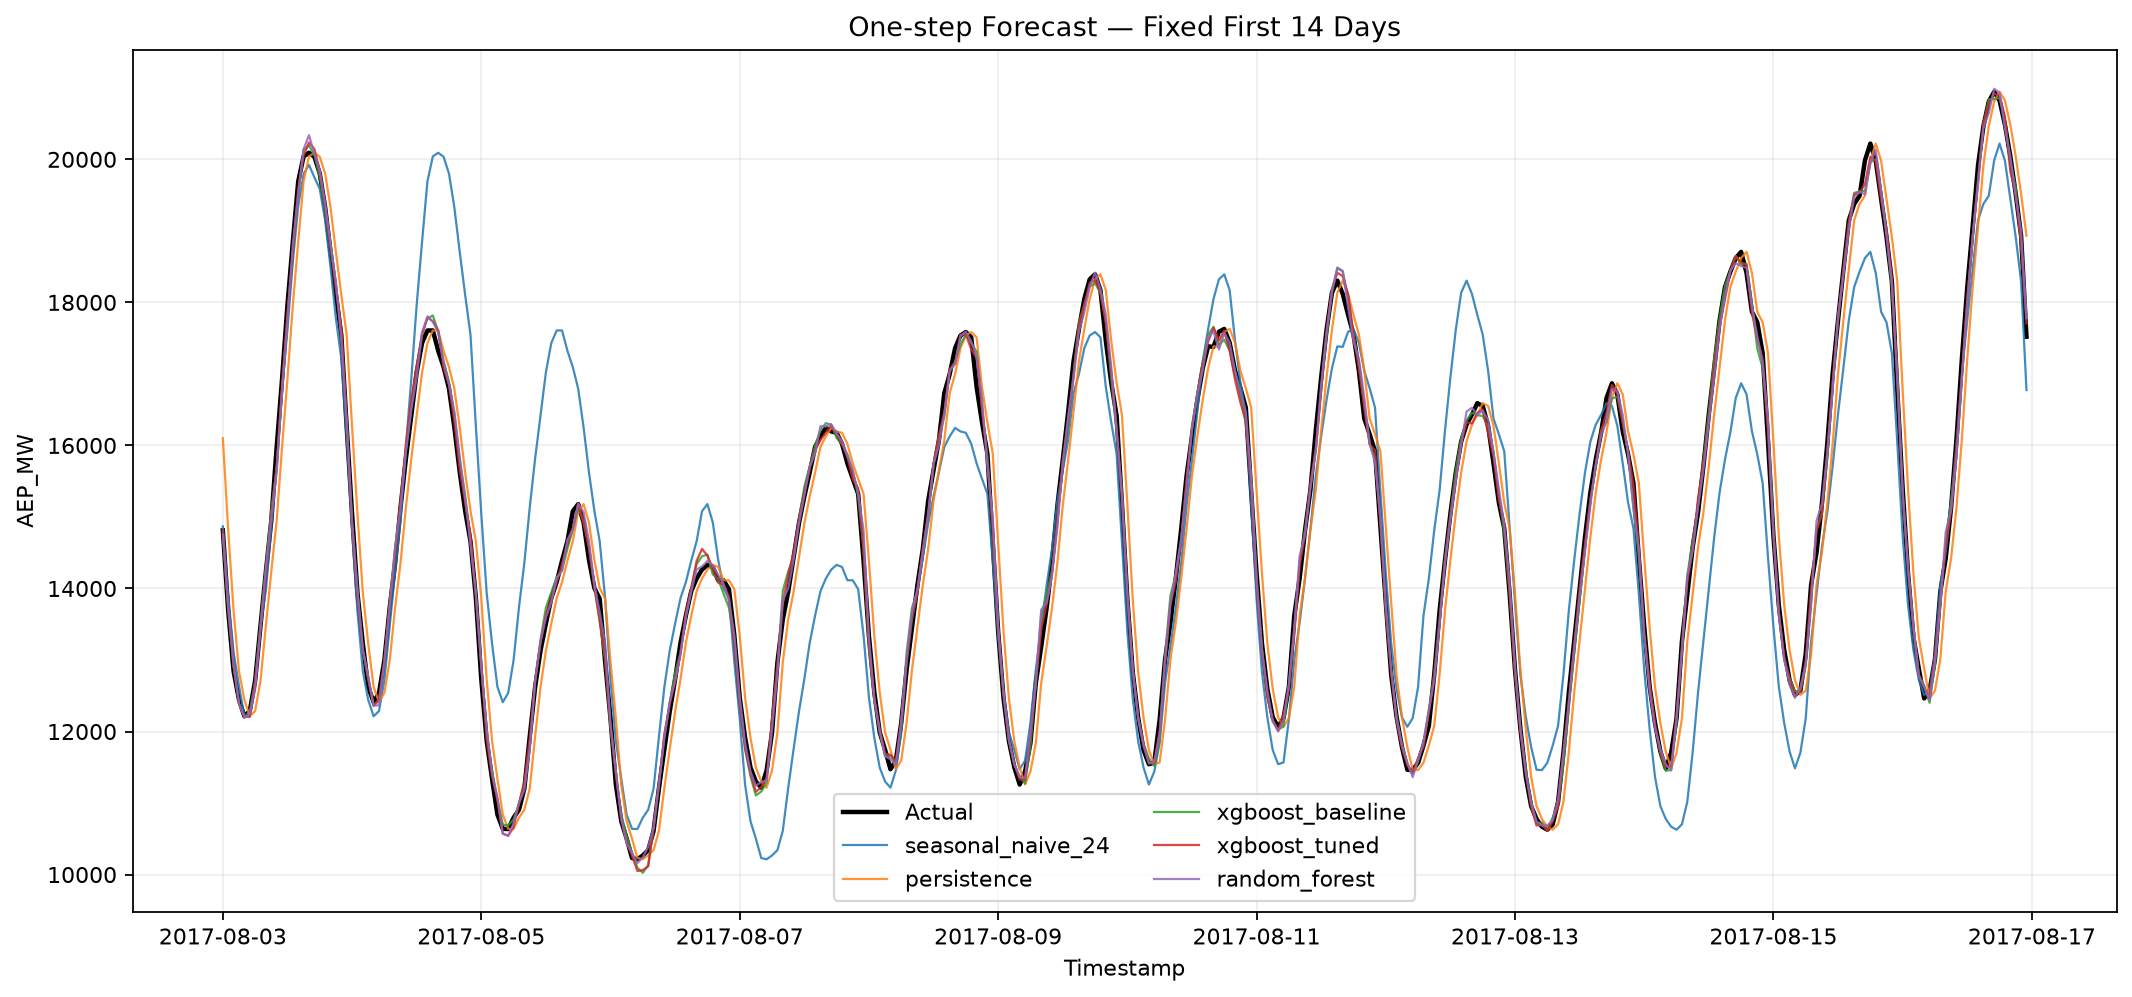 One-step Forecast — Fixed First 14 Days
AEP_MW
20000
18000
16000
14000
12000
10000
Actual
seasonal_naive_24
persistence
xgboost_baseline
xgboost_tuned
random_forest
2017-08-03
2017-08-05
2017-08-07
2017-08-09
2017-08-11
2017-08-13
2017-08-15
2017-08-17
Timestamp